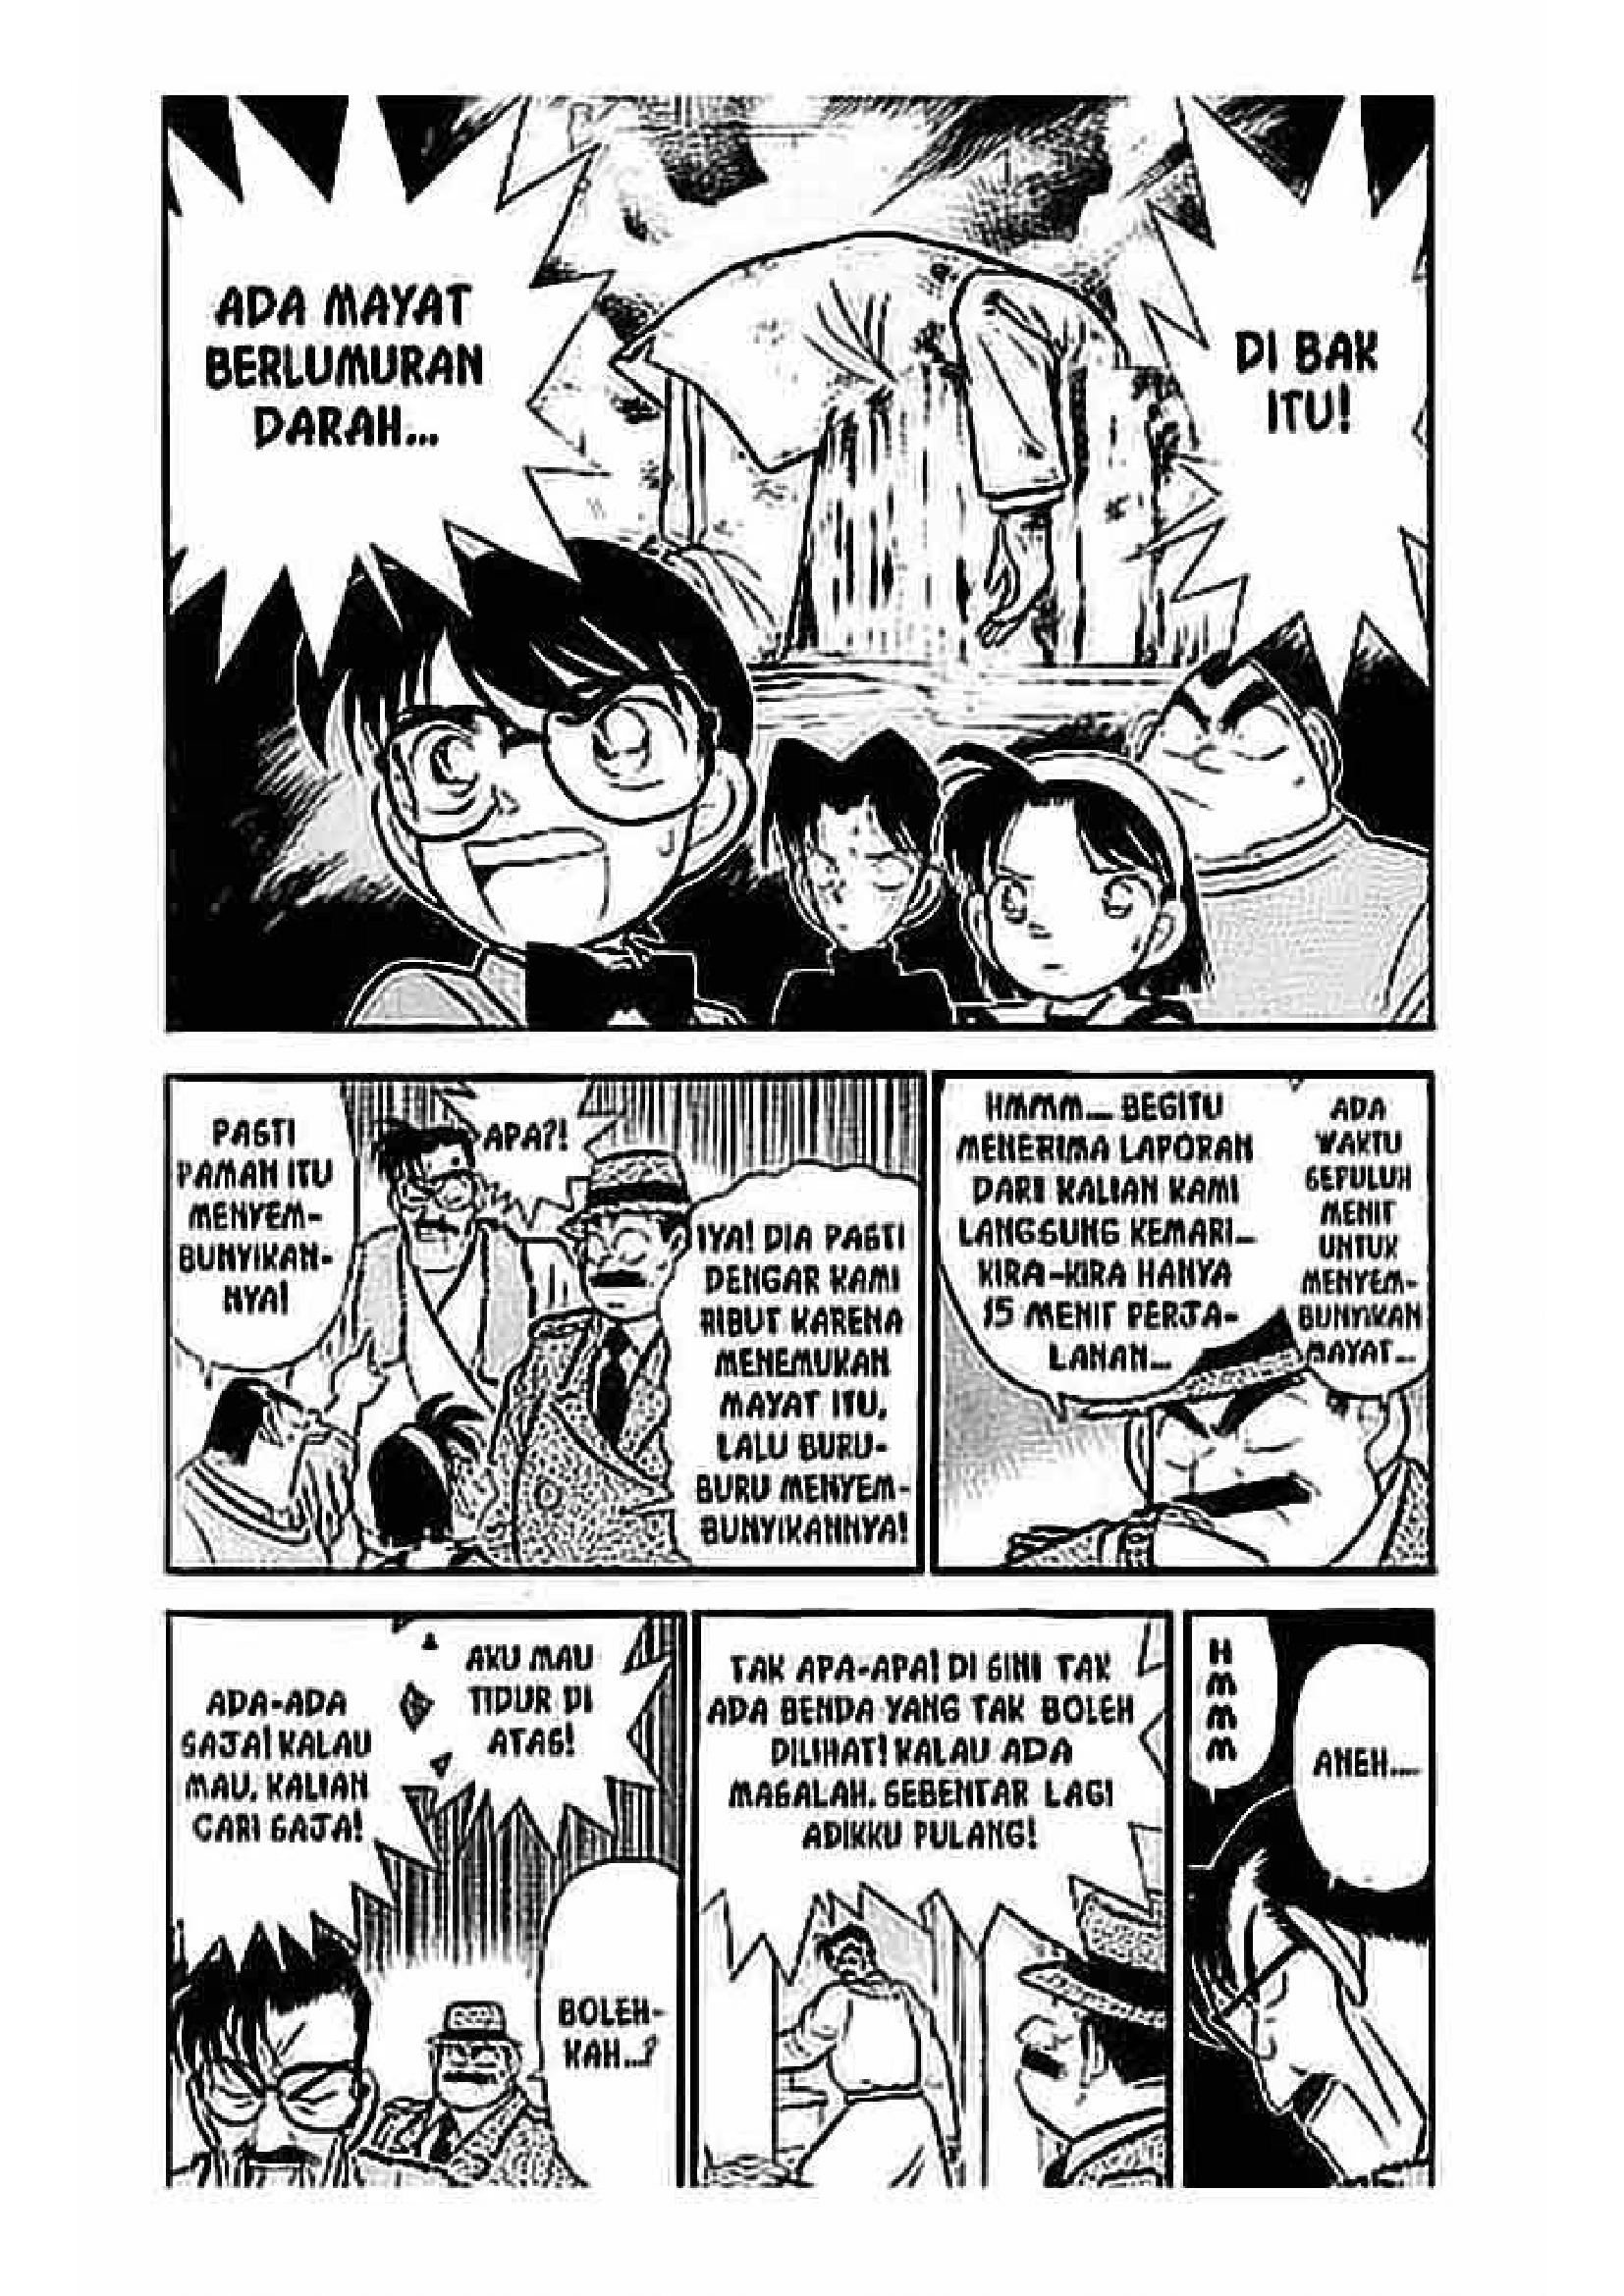 ADA MAYAT
BERLUMURAN
DARAH...
DI BAK
ITU!
PASTI
PAMAN ITU
MENYEM-
BUNYIKAN-
NYA!
APA?!
IYA! DIA PASTI
DENGAR KAMI
RIBUT KARENA
MENEMUKAN
MAYAT ITU,
LALU BURU-
BURU MENYEM-
BUNYIKANNYA!
HMMM... BEGITU
MENERIMA LAPORAN
DARI KALIAN KAMI
LANGSUNG KEMARI...
KIRA-KIRA HANYA
15 MENIT PERJA-
LANAN...
ADA
WAKTU
SEPULUH
MENIT
UNTUK
MENYEM-
BUNYIKAN
MAYAT...
ADA-ADA
SAJA! KALAU
MAU, KALIAN
CARI SAJA!
AKU MAU
TIDUR DI
ATAS!
BOLEH-
KAH...?
TAK APA-APA! DI SINI TAK
ADA BENDA YANG TAK BOLEH
DILIHAT! KALAU ADA
MASALAH, SEBENTAR LAGI
ADIKKU PULANG!
H
M
M
M
ANEH....